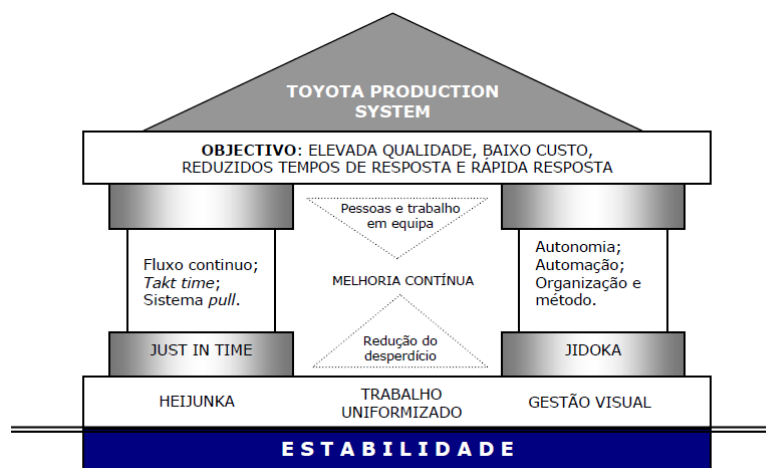 TOYOTA PRODUCTION
SYSTEM
OBJECTIVO: ELEVADA QUALIDADE, BAIXO CUSTO,
REDUZIDOS TEMPOS DE RESPOSTA E RÁPIDA RESPOSTA
Pessoas e trabalho
em equipa
Fluxo continuo;
Takt time;
Sistema pull.
MELHORIA CONTÍNUA
Autonomia;
Automação;
Organização e
método.
JUST IN TIME
Redução do
desperdício
JIDOKA
HEIJUNKA
TRABALHO
UNIFORMIZADO
GESTÃO VISUAL
ESTABILIDADE